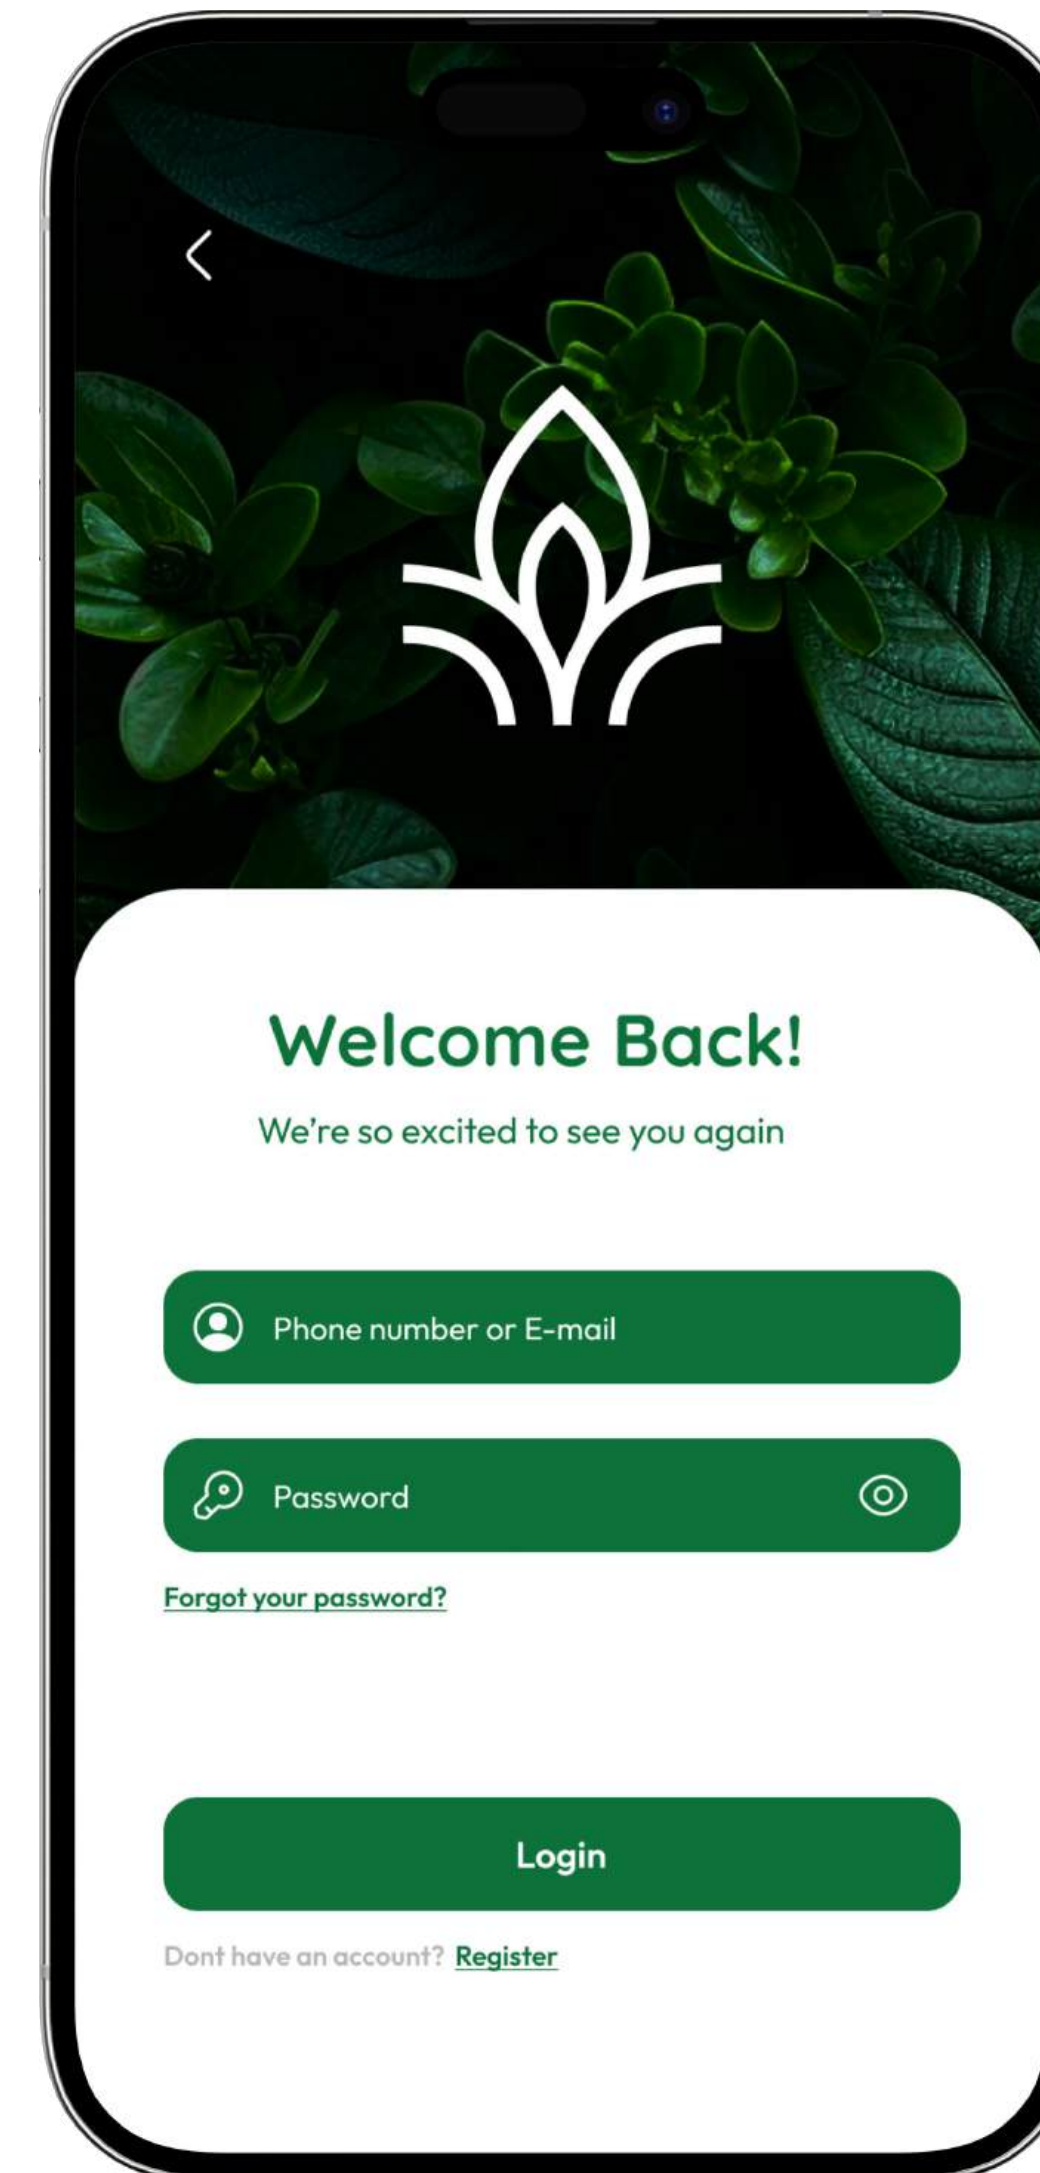 Welcome Back!
We're so excited to see you again
Phone number or E-mail
Password
Forgot your password?
Login
Dont have an account? Register